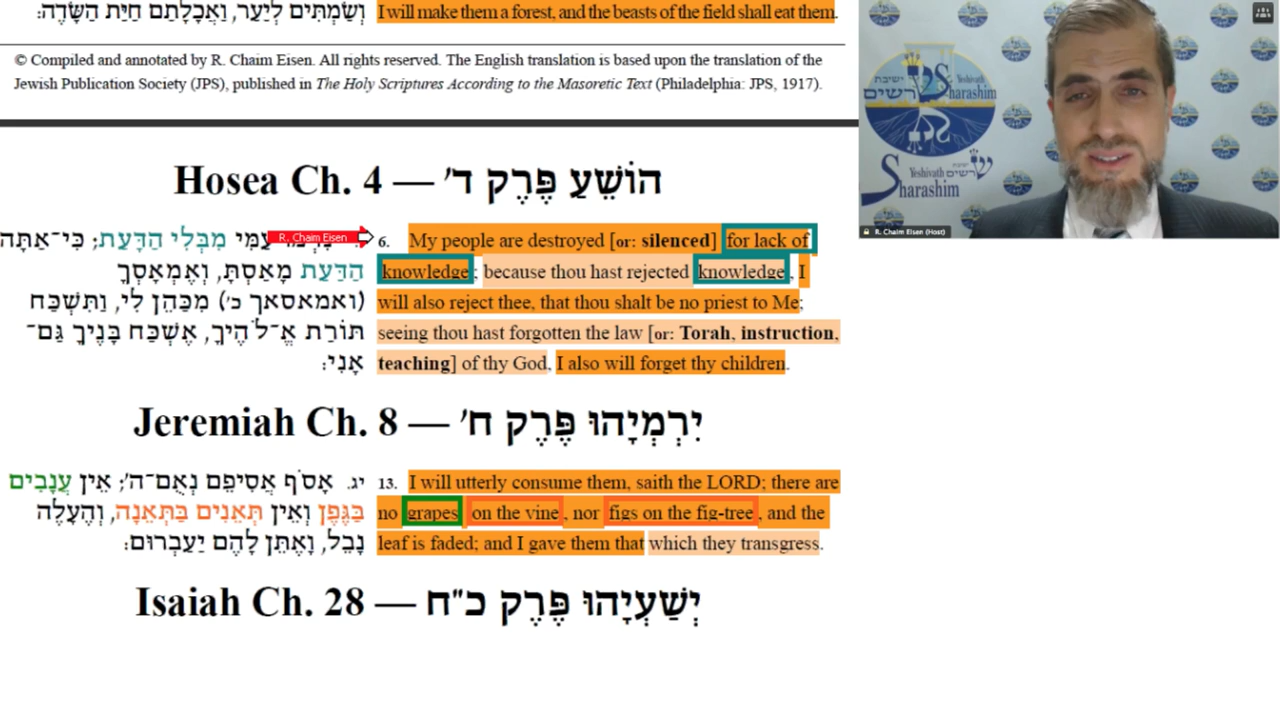 וְשַׂמְתִּים לְיַעַר, וַאֲכָלָתַם חַיַּת הַשָּׂדֶה:
I will make them a forest, and the beasts of the field shall eat them.
© Compiled and annotated by R. Chaim Eisen. All rights reserved. The English translation is based upon the translation of the
Jewish Publication Society (JPS), published in The Holy Scriptures According to the Masoretic Text (Philadelphia: JPS, 1917).
Hosea Ch. 4 — הוֹשֵׁעַ פֶּרֶק ד׳
עַמִּי מִבְּלִי הַדָּעַת; כִּי־אַתָּה
הַדַּעַת מָאַסְתָּ, וְאֶמְאָסְךָ
(ואמאסאך כ׳) מִכַּהֵן לִי, וַתִּשְׁכַּח
תּוֹרַת אֱ־לֹהֶיךָ, אֶשְׁכַּח בָּנֶיךָ גַּם־
אָנִי:
R. Chaim Eisen
6. My people are destroyed [or: silenced] for lack of
knowledge; because thou hast rejected knowledge, I
will also reject thee, that thou shalt be no priest to Me;
seeing thou hast forgotten the law [or: Torah, instruction,
teaching] of thy God, I also will forget thy children.
Jeremiah Ch. 8 — יִרְמְיָהוּ פֶּרֶק ח׳
יג. אָסֹף אֲסִיפֵם נְאֻם־ה׳; אֵין עֲנָבִים
בַּגֶּפֶן וְאֵין תְּאֵנִים בַּתְּאֵנָה, וְהֶעָלֶה
נָבֵל, וָאֶתֵּן לָהֶם יַעַבְרוּם:
13. I will utterly consume them, saith the LORD; there are
no grapes on the vine, nor figs on the fig-tree, and the
leaf is faded; and I gave them that which they transgress.
Isaiah Ch. 28 — יְשַׁעְיָהוּ פֶּרֶק כ״ח
ישיבת
שרשים
Yeshivath
Sharashim
Yeshivath ישיבת
Sharashim
R. Chaim Eisen (Host)